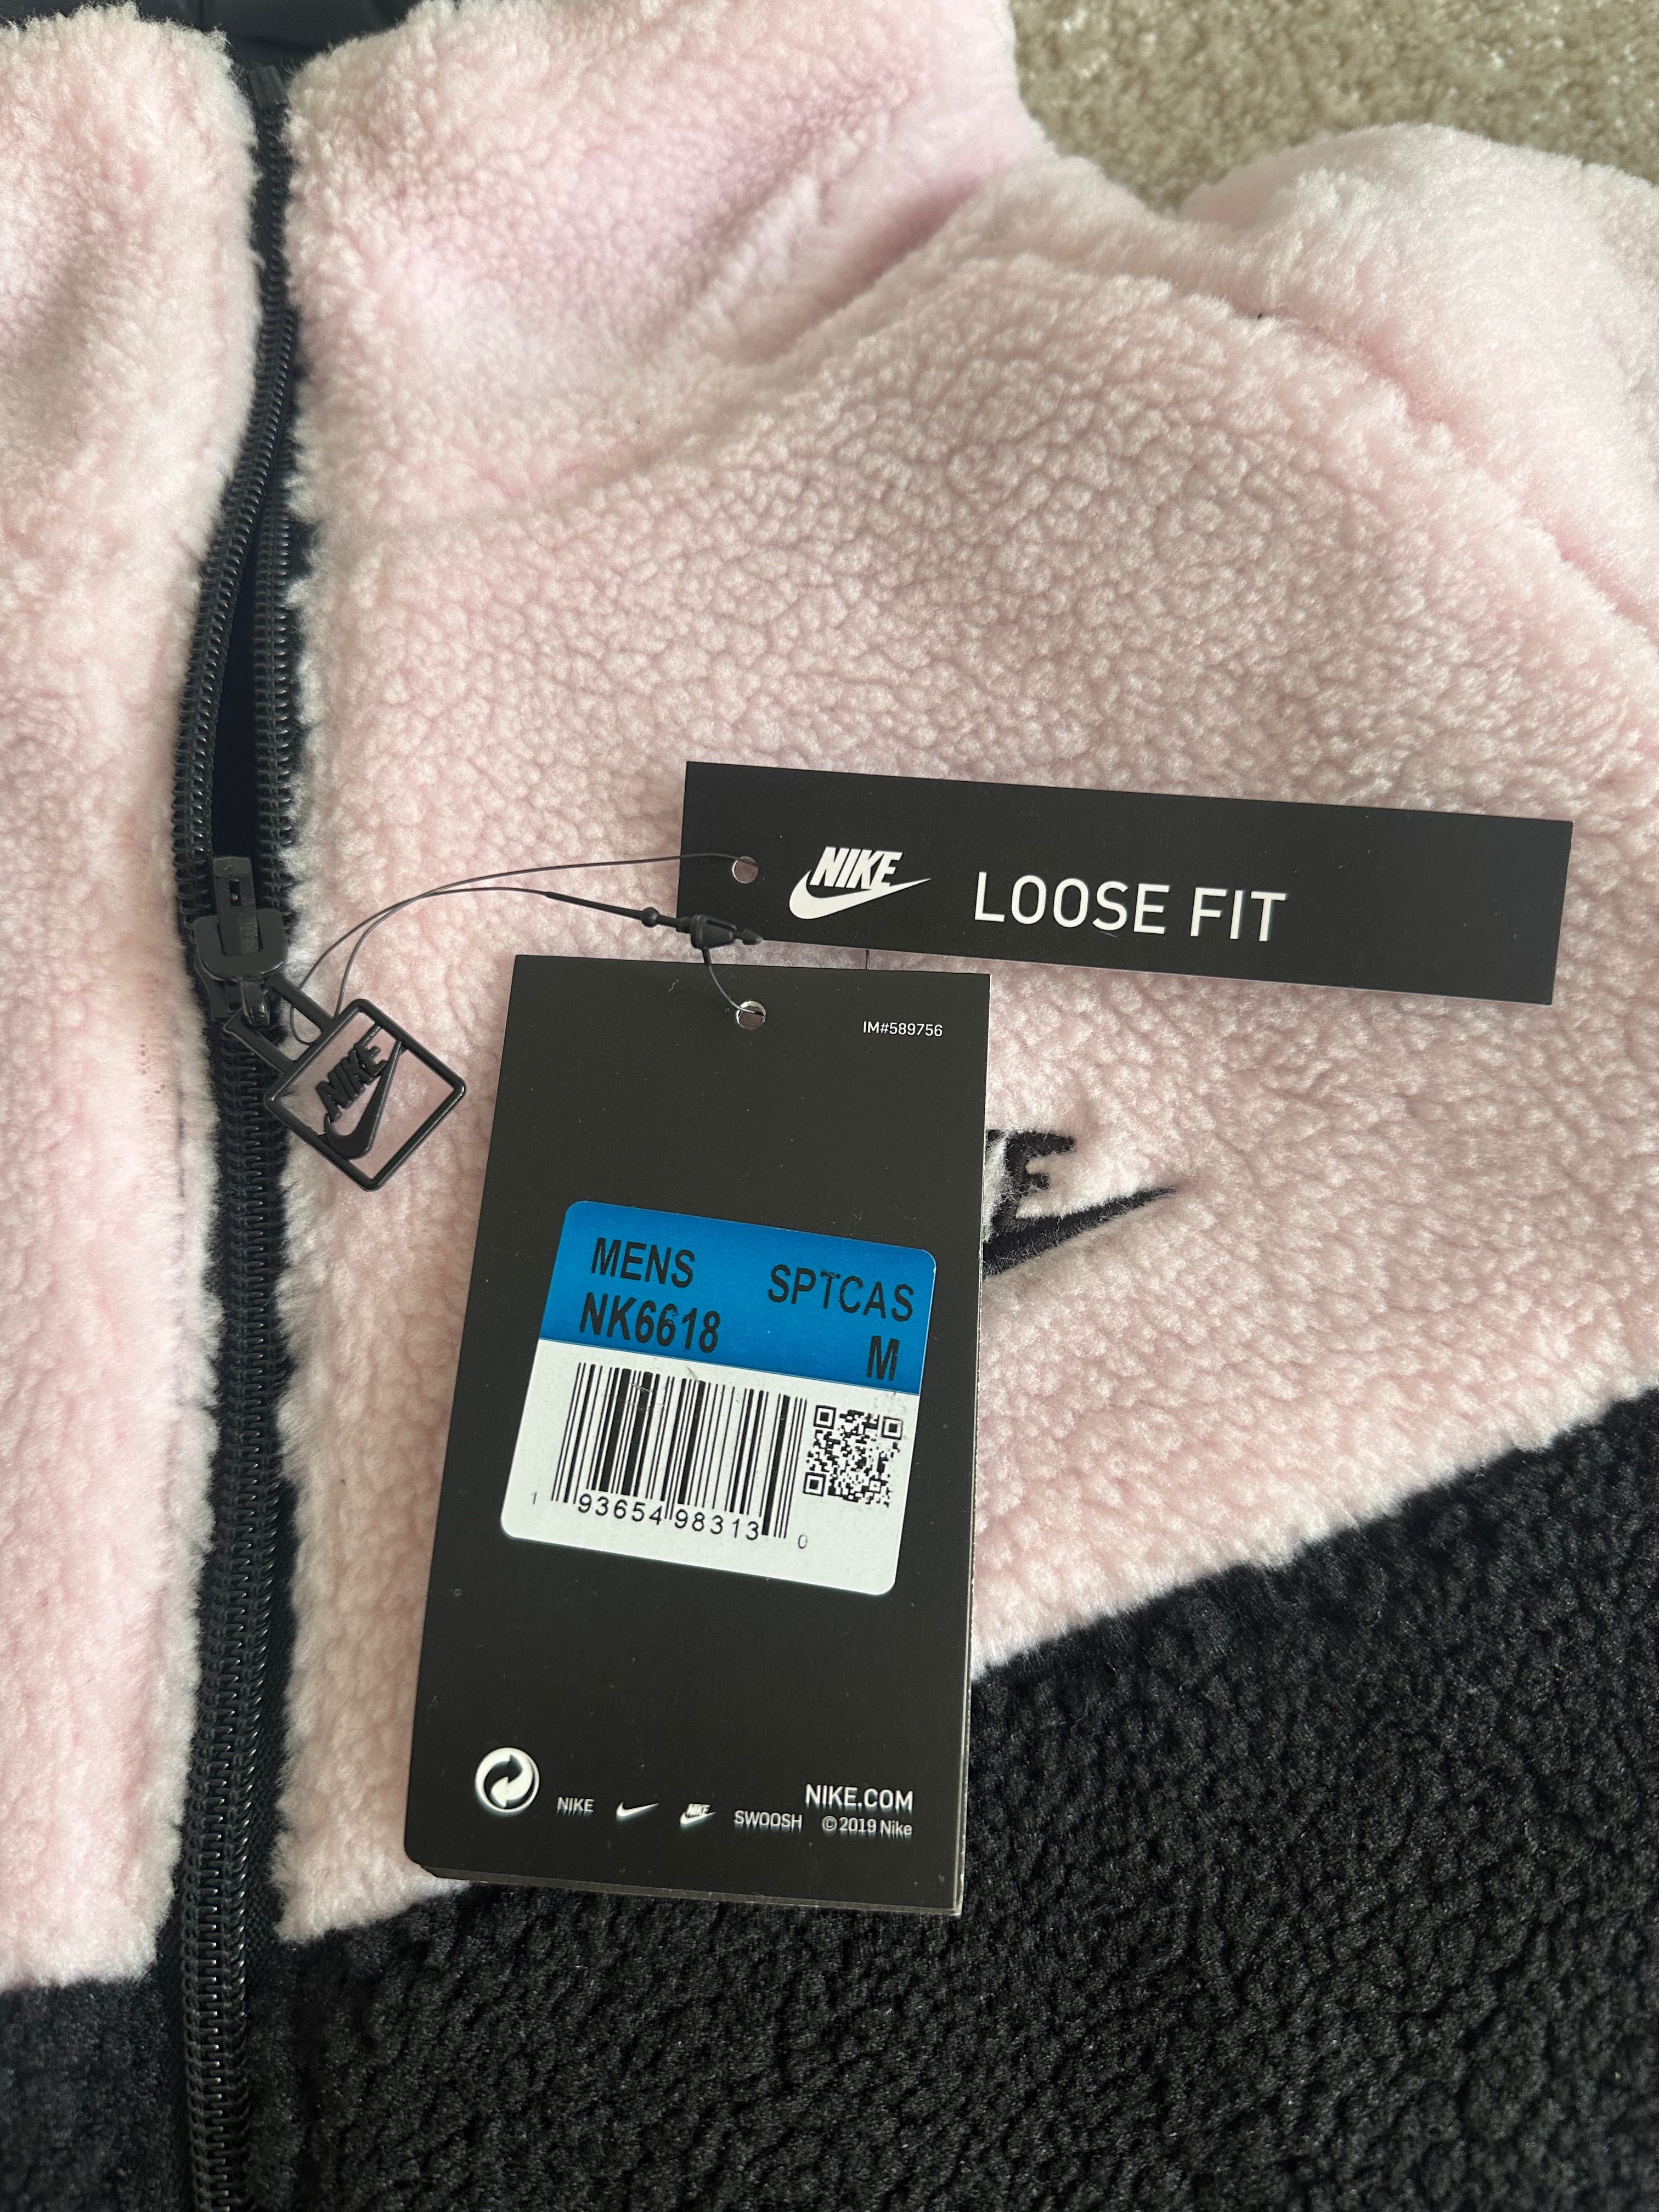 NIKE LOOSE FIT
IM#589756
NIKE
KE
MENS SPTCAS
NK6618 M
1 93654 98313 0
NIKE NIKE SWOOSH
NIKE.COM
© 2019 Nike